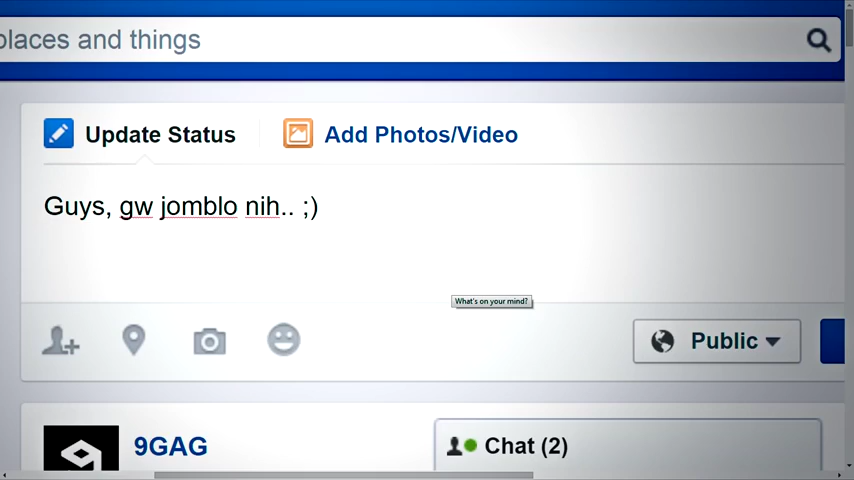 places and things
Update Status
Add Photos/Video
Guys, gw jomblo nih.. ;)
What's on your mind?
Public
9GAG
Chat (2)